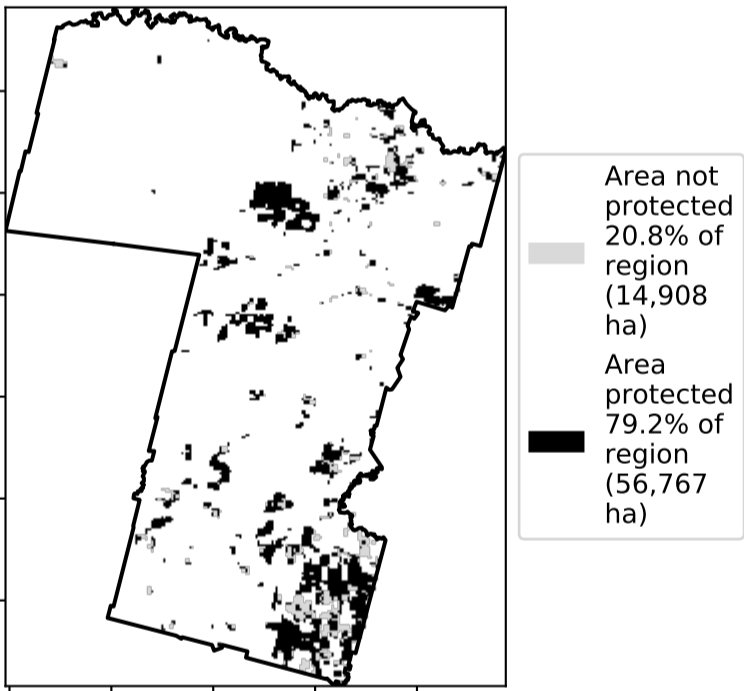 Area not
protected
20.8% of
region
(14,908
ha)
Area
protected
79.2% of
region
(56,767
ha)